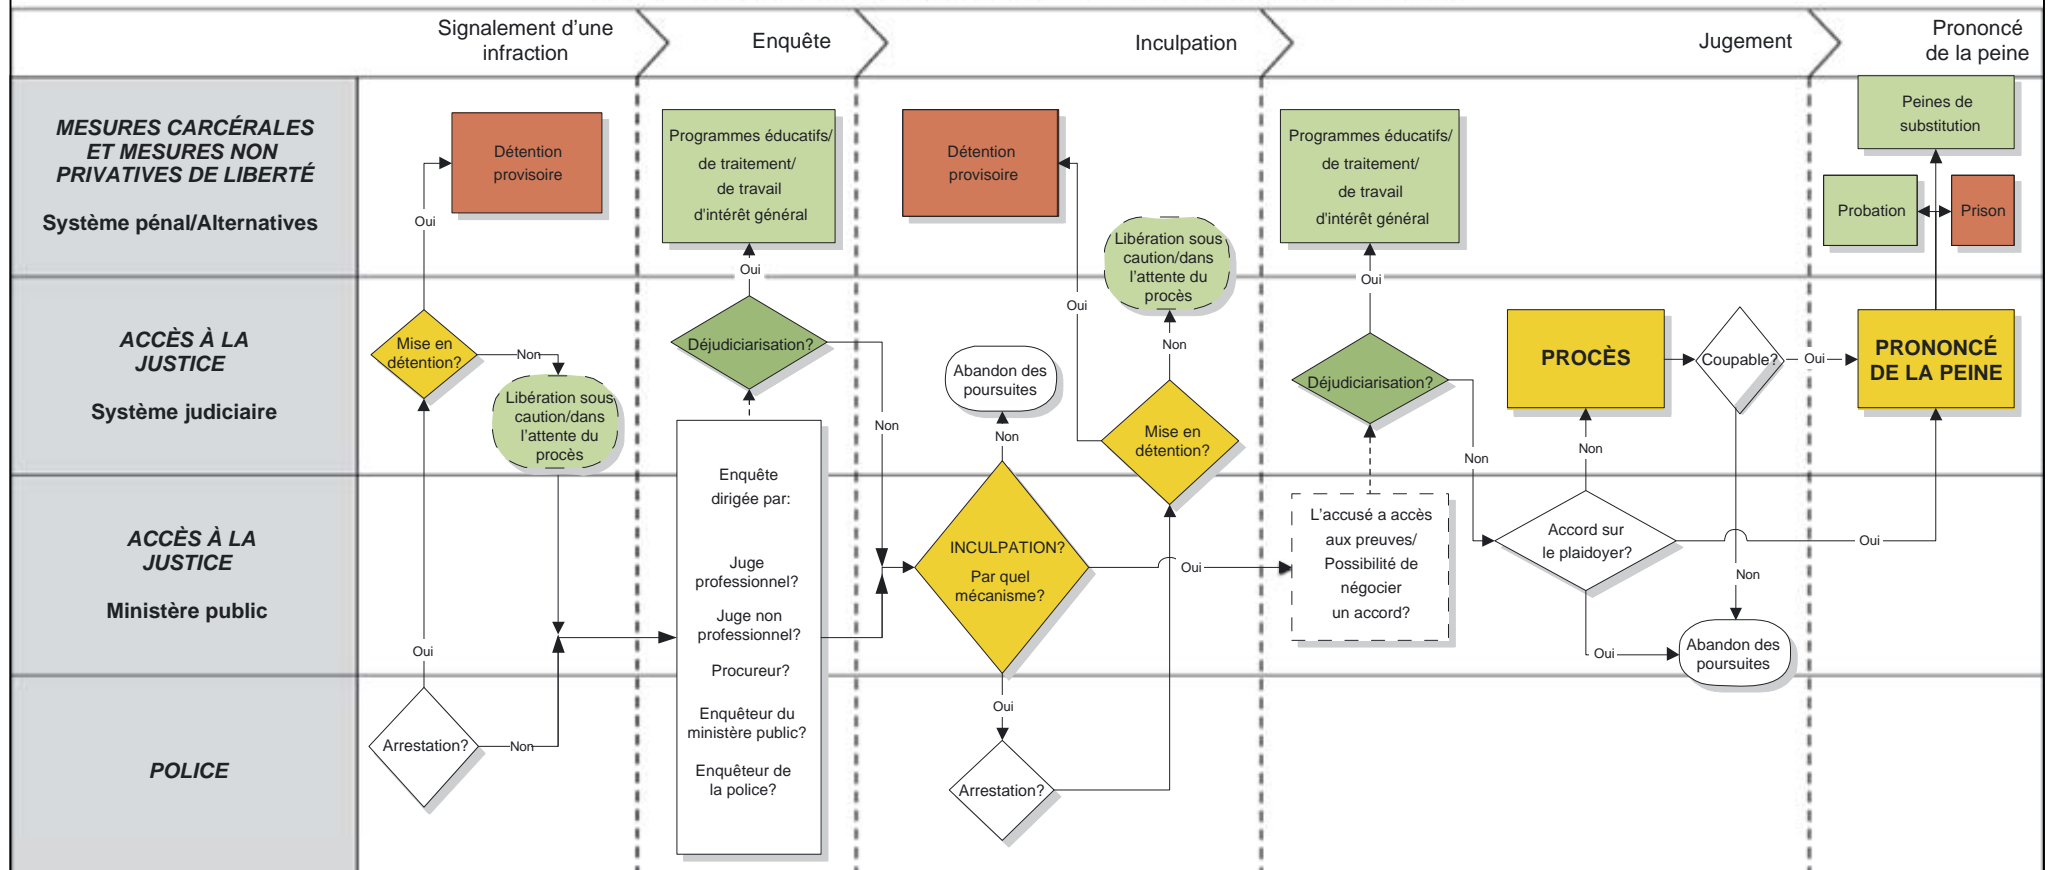 Signalement d'une
infraction
Enquête
Inculpation
Jugement
Prononcé
de la peine
MESURES CARCÉRALES
ET MESURES NON
PRIVATIVES DE LIBERTÉ
Système pénal/Alternatives
Détention
provisoire
Oui
Programmes éducatifs/
de traitement/
de travail
d'intérêt général
Oui
Détention
provisoire
Oui
Libération sous
caution/dans
l'attente du
procès
Programmes éducatifs/
de traitement/
de travail
d'intérêt général
Oui
Peines de
substitution
Probation
Prison
ACCÈS À LA
JUSTICE
Système judiciaire
Mise en
détention?
Non
Libération sous
caution/dans
l'attente du
procès
Déjudiciarisation?
Non
Abandon des
poursuites
Non
Non
Mise en
détention?
Déjudiciarisation?
Non
PROCÈS
Non
Coupable?
Oui
PRONONCÉ
DE LA PEINE
ACCÈS À LA
JUSTICE
Ministère public
Oui
Enquête
dirigée par:
Juge
professionnel?
Juge non
professionnel?
Procureur?
Enquêteur du
ministère public?
Enquêteur de
la police?
INCULPATION?
Par quel
mécanisme?
Oui
L'accusé a accès
aux preuves/
Possibilité de
négocier
un accord?
Accord sur
le plaidoyer?
Oui
Non
Oui
Abandon des
poursuites
POLICE
Arrestation?
Non
Oui
Arrestation?